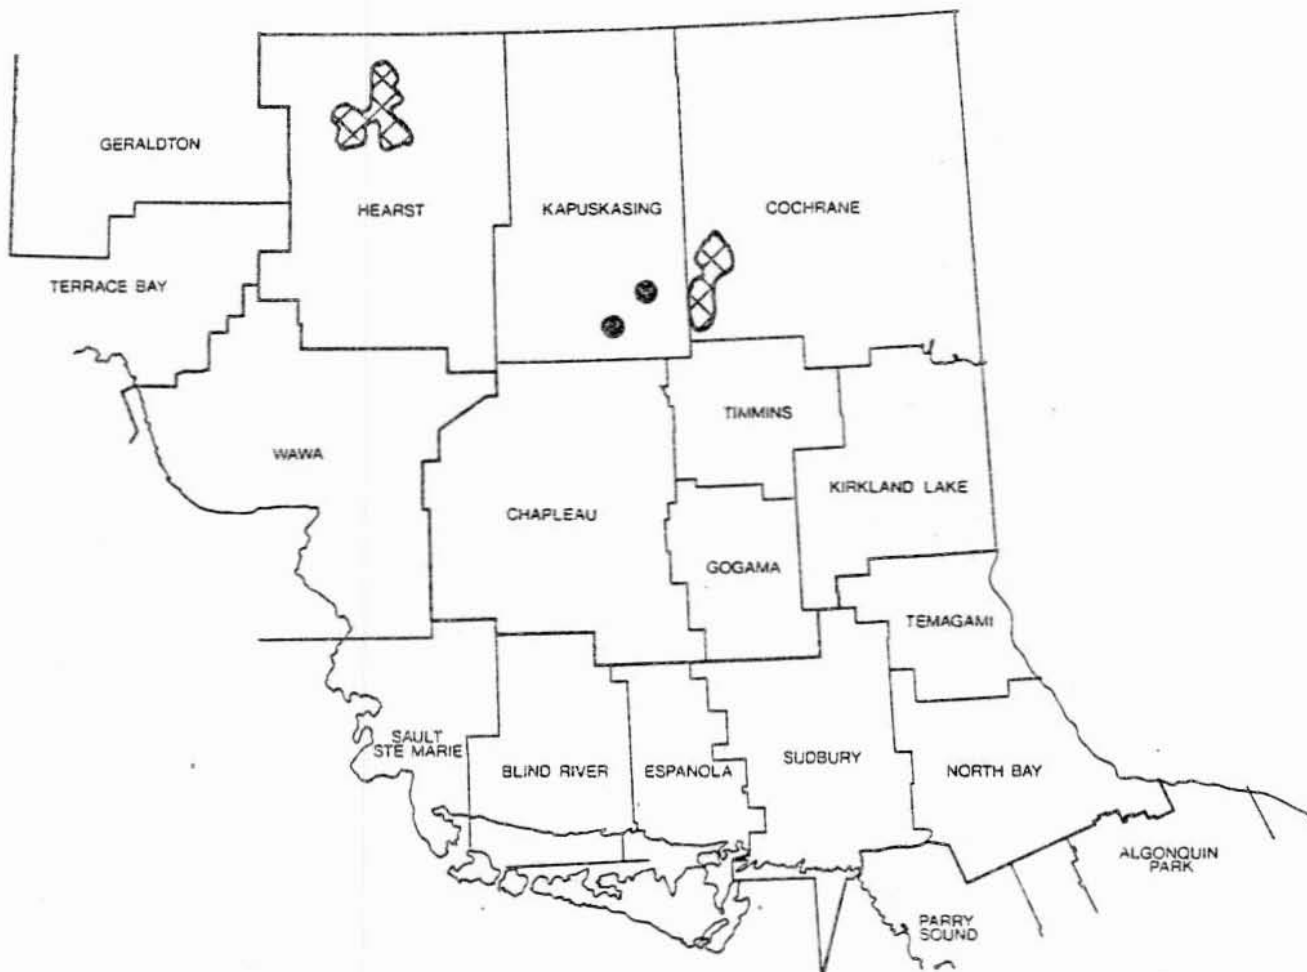 GERALDTON
HEARST
KAPUSKASING
COCHRANE
TERRACE BAY
TIMMINS
WAWA
KIRKLAND LAKE
CHAPLEAU
GOGAMA
TEMAGAMI
SAULT
STE MARIE
BLIND RIVER
ESPANOLA
SUDBURY
NORTH BAY
ALGONQUIN
PARK
PARRY
SOUND